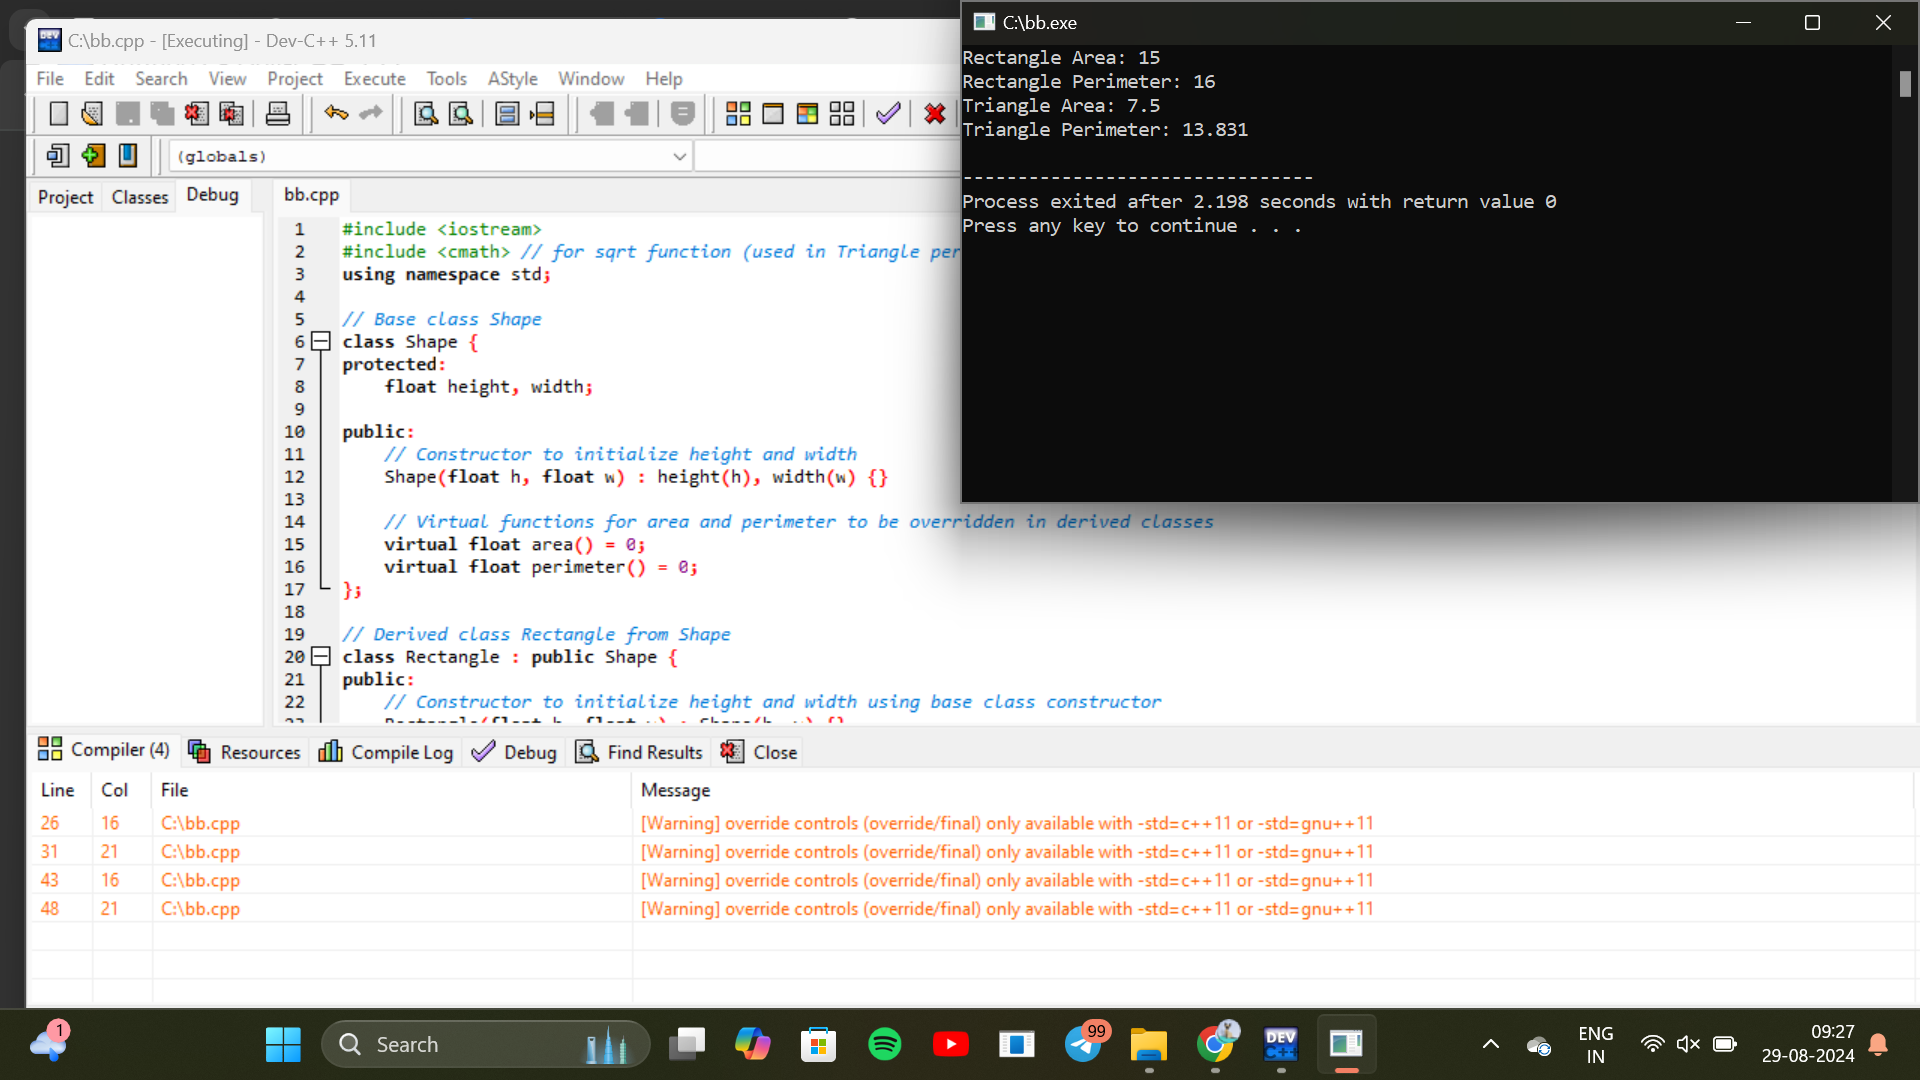 C:\bb.cpp - [Executing] - Dev-C++ 5.11
File Edit Search View Project Execute Tools AStyle Window Help
(globals)
Project Classes Debug
bb.cpp
1 #include <iostream>
2 #include <cmath> // for sqrt function (used in Triangle per
3 using namespace std;
4
5 // Base class Shape
6 class Shape {
7 protected:
8 float height, width;
9
10 public:
11 // Constructor to initialize height and width
12 Shape(float h, float w) : height(h), width(w) {}
13
14 // Virtual functions for area and perimeter to be overridden in derived classes
15 virtual float area() = 0;
16 virtual float perimeter() = 0;
17 };
18
19 // Derived class Rectangle from Shape
20 class Rectangle : public Shape {
21 public:
22 // Constructor to initialize height and width using base class constructor
C:\bb.exe
Rectangle Area: 15
Rectangle Perimeter: 16
Triangle Area: 7.5
Triangle Perimeter: 13.831
--------------------------------
Process exited after 2.198 seconds with return value 0
Press any key to continue . . .
Compiler (4) Resources Compile Log Debug Find Results Close
Line Col File Message
26 16 C:\bb.cpp [Warning] override controls (override/final) only available with -std=c++11 or -std=gnu++11
31 21 C:\bb.cpp [Warning] override controls (override/final) only available with -std=c++11 or -std=gnu++11
43 16 C:\bb.cpp [Warning] override controls (override/final) only available with -std=c++11 or -std=gnu++11
48 21 C:\bb.cpp [Warning] override controls (override/final) only available with -std=c++11 or -std=gnu++11
1
Search
99
DEV C++
ENG
IN
09:27
29-08-2024